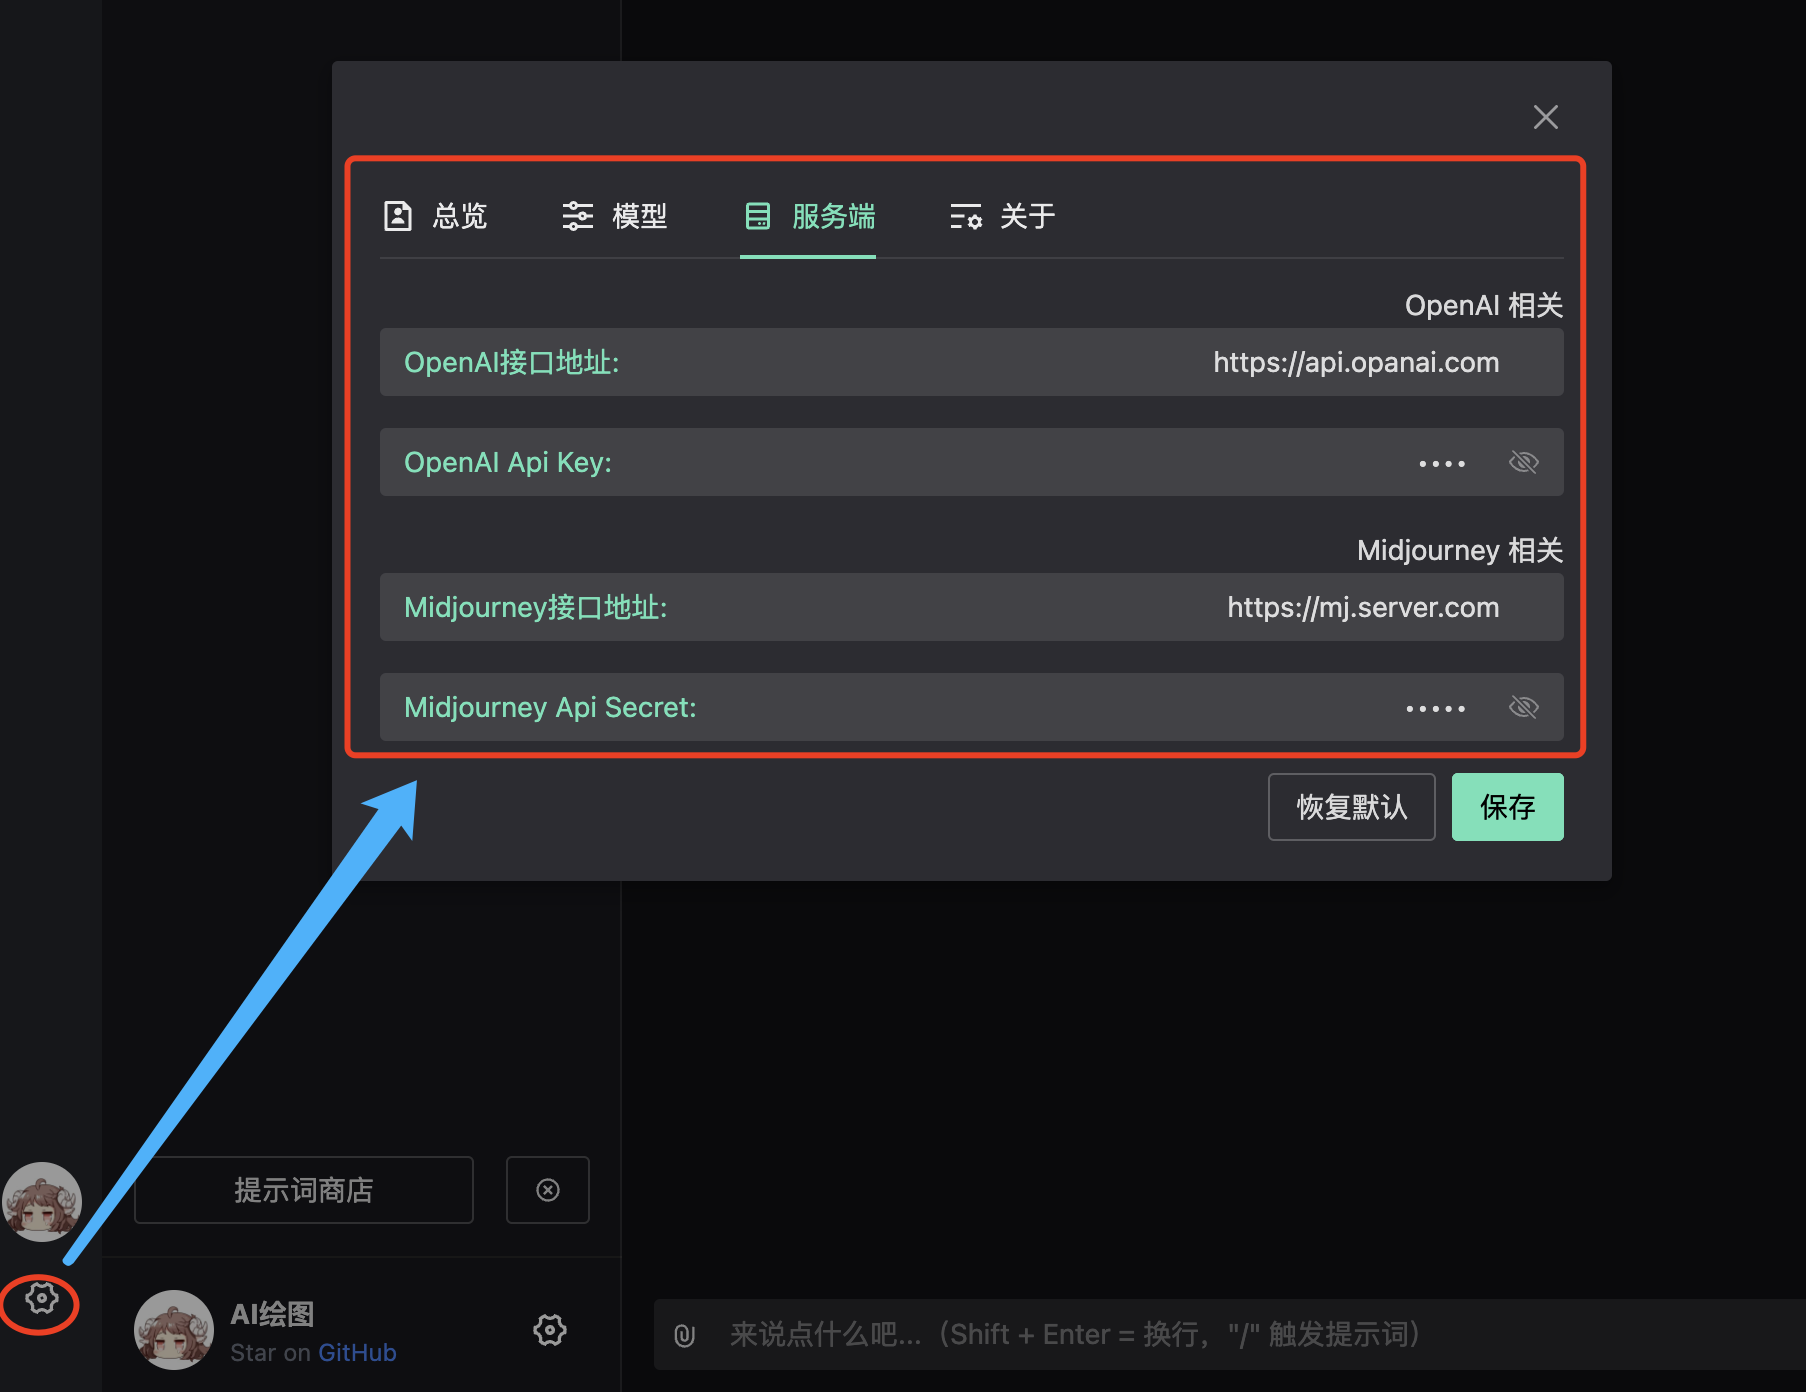 总览 模型 服务端 关于
OpenAI 相关
OpenAI接口地址: https://api.opanai.com
OpenAI Api Key: ••••
Midjourney 相关
Midjourney接口地址: https://mj.server.com
Midjourney Api Secret: •••••
恢复默认 保存
提示词商店
AI绘图
Star on GitHub
来说点什么吧...（Shift + Enter = 换行，"/" 触发提示词）